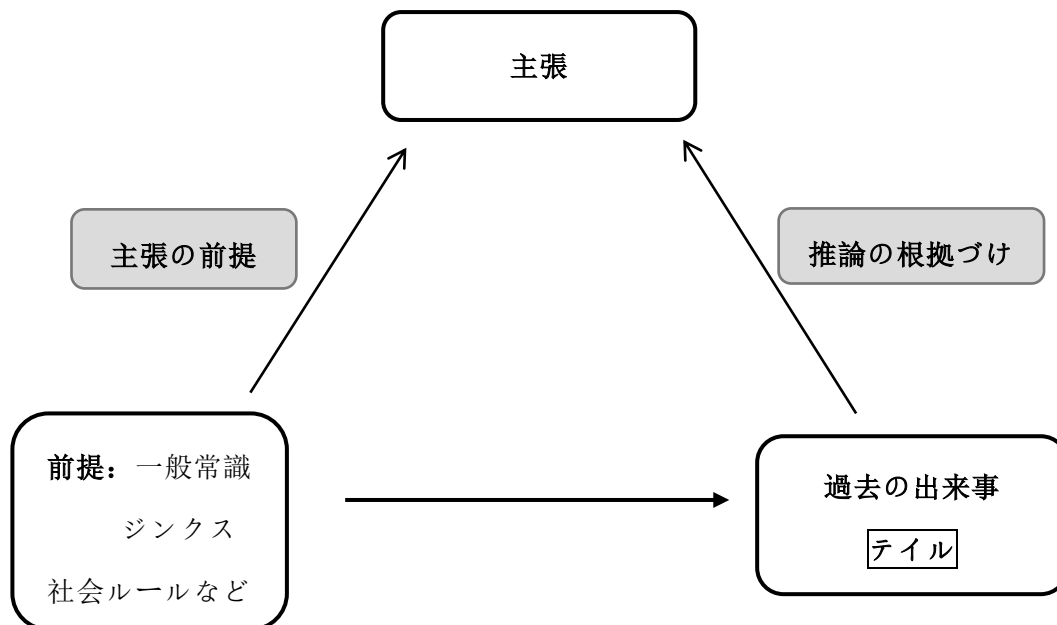 主張
主張の前提
推論の根拠づけ
前提：一般常識
ジンクス
社会ルールなど
過去の出来事
テイル